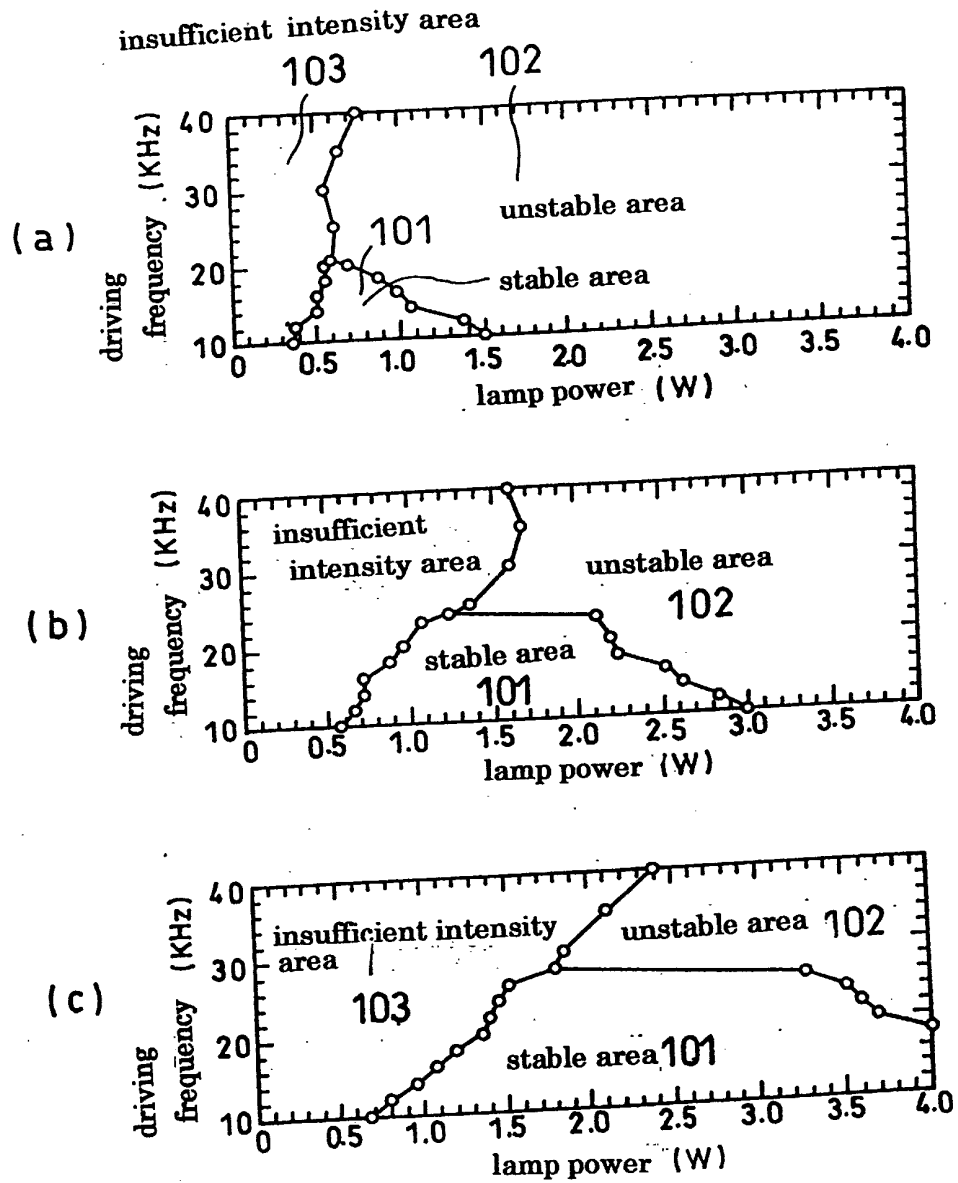 insufficient intensity area
103
102
(a)
driving
frequency (KHz)
40
30
20
10
101
unstable area
stable area
0 0.5 1.0 1.5 2.0 2.5 3.0 3.5 4.0
lamp power (W)
(b)
driving
frequency (KHz)
40
30
20
10
insufficient
intensity area
unstable area
102
stable area
101
0 0.5 1.0 1.5 2.0 2.5 3.0 3.5 4.0
lamp power (W)
(c)
driving
frequency (KHz)
40
30
20
10
insufficient intensity
area
103
unstable area 102
stable area 101
0 0.5 1.0 1.5 2.0 2.5 3.0 3.5 4.0
lamp power (W)